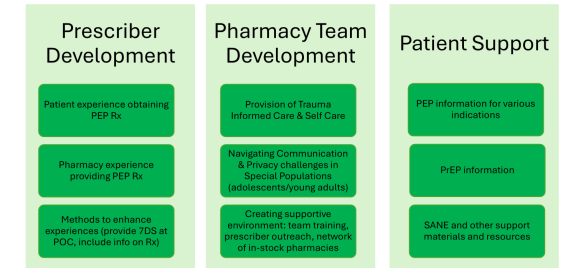 Prescriber
Development
Patient experience obtaining
PEP Rx
Pharmacy experience
providing PEP Rx
Methods to enhance
experiences (provide 7DS at
POC, include info on Rx)
Pharmacy Team
Development
Provision of Trauma
Informed Care & Self Care
Navigating Communication
& Privacy challenges in
Special Populations
(adolescents/young adults)
Creating supportive
environment: team training,
prescriber outreach, network
of in-stock pharmacies
Patient Support
PEP information for various
indications
PrEP information
SANE and other support
materials and resources